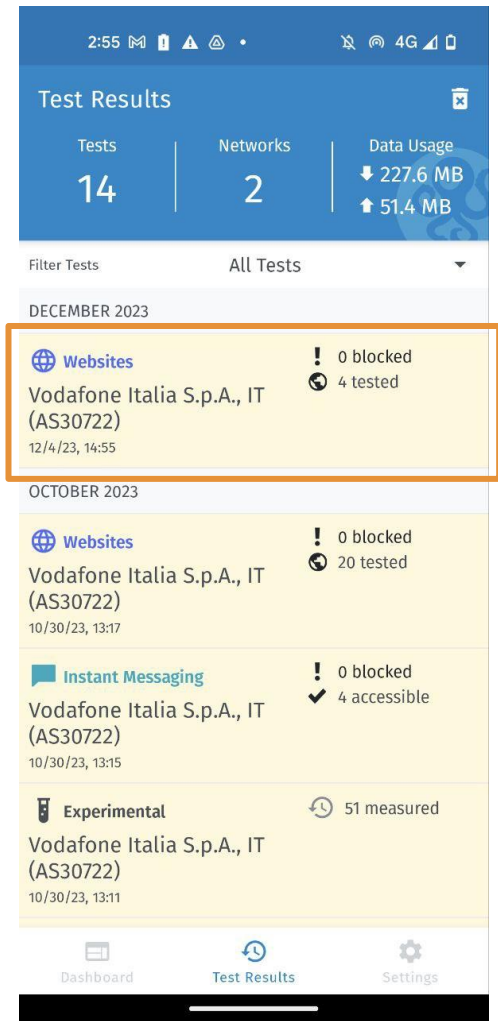 2:55 4G
Test Results
Tests Networks Data Usage
14 2 227.6 MB
51.4 MB
Filter Tests All Tests
DECEMBER 2023
Websites 0 blocked
4 tested
Vodafone Italia S.p.A., IT
(AS30722)
12/4/23, 14:55
OCTOBER 2023
Websites 0 blocked
20 tested
Vodafone Italia S.p.A., IT
(AS30722)
10/30/23, 13:17
Instant Messaging 0 blocked
4 accessible
Vodafone Italia S.p.A., IT
(AS30722)
10/30/23, 13:15
Experimental 51 measured
Vodafone Italia S.p.A., IT
(AS30722)
10/30/23, 13:11
Dashboard Test Results Settings